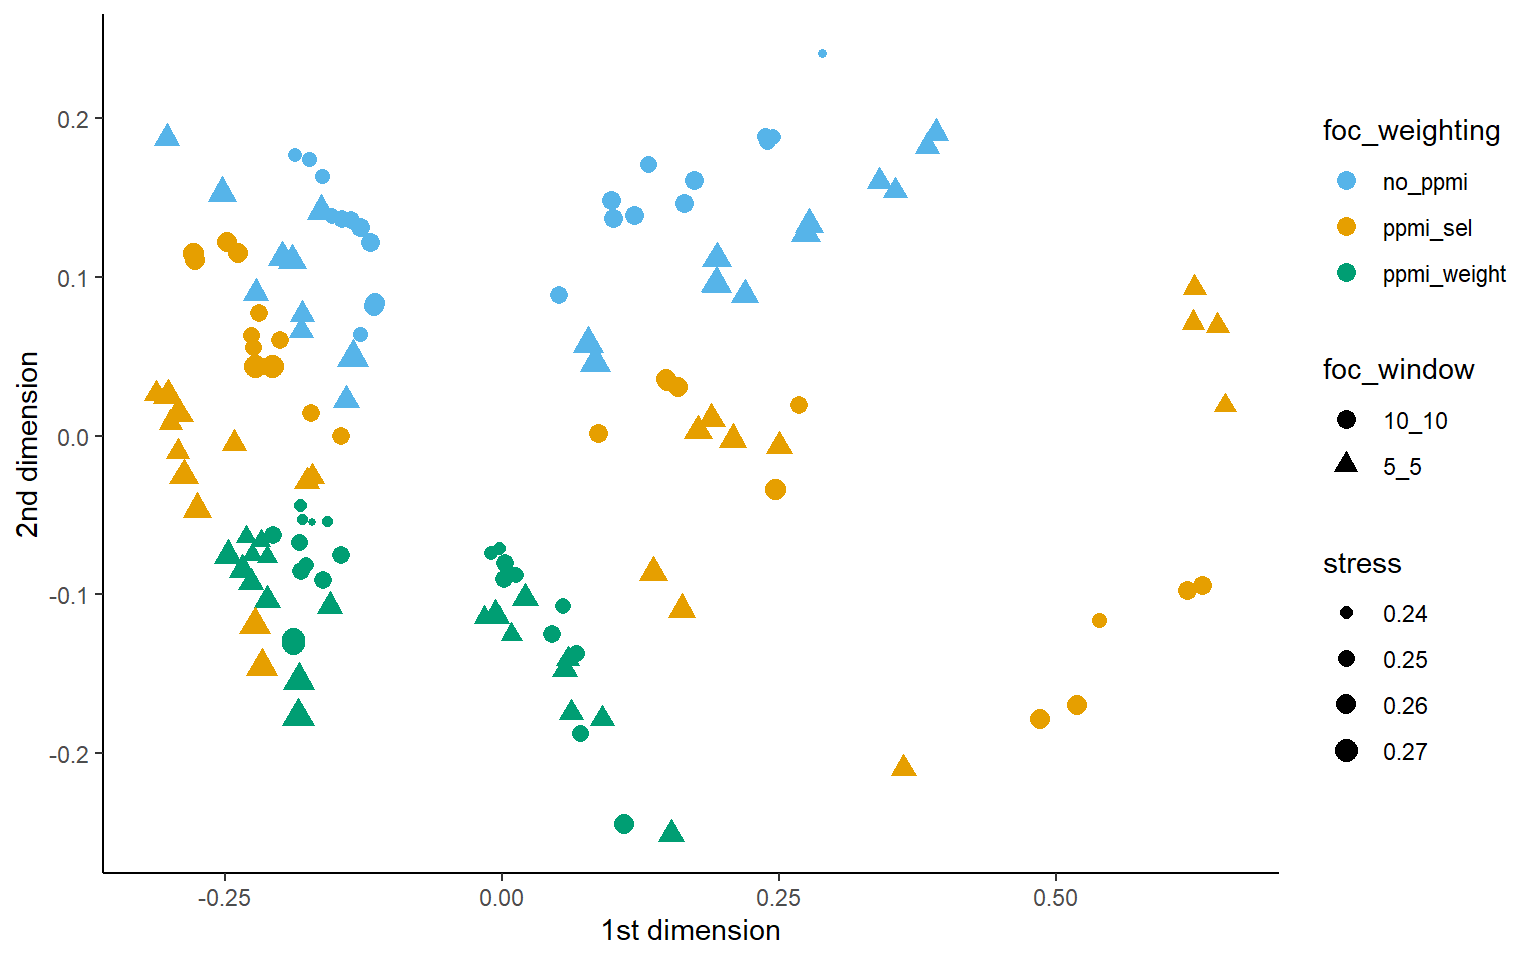 2nd dimension
0.2
0.1
0.0
-0.1
-0.2
-0.25
0.00
0.25
0.50
1st dimension
foc_weighting
no_ppmi
ppmi_sel
ppmi_weight
foc_window
10_10
5_5
stress
0.24
0.25
0.26
0.27